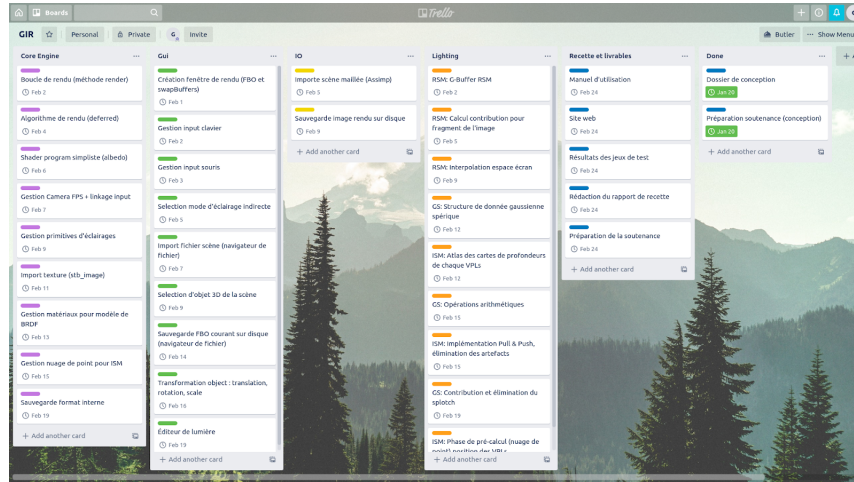 Boards
Trello
GIR
Personal
Private
G
Invite
Butler
Show Menu
Core Engine
Boucle de rendu (méthode render)
Feb 2
Algorithme de rendu (deferred)
Feb 4
Shader program simpliste (albedo)
Feb 6
Gestion Camera FPS + linkage input
Feb 7
Gestion primitives d'éclairages
Feb 9
Import texture (stb_image)
Feb 11
Gestion matériaux pour modèle de
BRDF
Feb 13
Gestion nuage de point pour ISM
Feb 15
Sauvegarde format interne
Feb 19
+ Add another card
Gui
Création fenêtre de rendu (FBO et
swapBuffers)
Feb 1
Gestion input clavier
Feb 2
Gestion input souris
Feb 3
Selection mode d'éclairage indirecte
Feb 5
Import fichier scène (navigateur de
fichier)
Feb 7
Selection d'objet 3D de la scène
Feb 9
Sauvegarde FBO courant sur disque
(navigateur de fichier)
Feb 14
Transformation object : translation,
rotation, scale
Feb 16
Éditeur de lumière
Feb 19
+ Add another card
IO
Importe scène maillée (Assimp)
Feb 5
Sauvegarde image rendu sur disque
Feb 9
+ Add another card
Lighting
RSM: G-Buffer RSM
Feb 2
RSM: Calcul contribution pour
fragment de l'image
Feb 5
RSM: Interpolation espace écran
Feb 9
GS: Structure de donnée gaussienne
spérique
Feb 12
ISM: Atlas des cartes de profondeurs
de chaque VPLs
Feb 12
GS: Opérations arithmétiques
Feb 15
ISM: Implémentation Pull & Push,
élimination des artefacts
Feb 15
GS: Contribution et élimination du
splotch
Feb 19
ISM: Phase de pré-calcul (nuage de
point) position des VPLs
+ Add another card
Recette et livrables
Manuel d'utilisation
Feb 24
Site web
Feb 24
Résultats des jeux de test
Feb 24
Rédaction du rapport de recette
Feb 24
Préparation de la soutenance
Feb 24
+ Add another card
Done
Dossier de conception
Jan 20
Préparation soutenance (conception)
Jan 20
+ Add another card